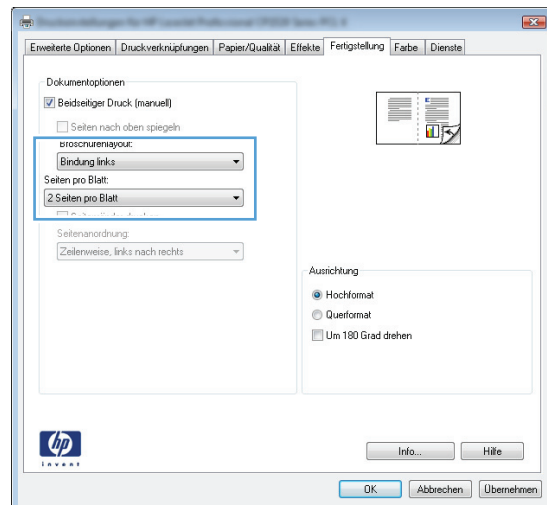 Erweiterte Optionen Druckverknüpfungen Papier/Qualität Effekte Fertigstellung Farbe Dienste
Dokumentoptionen
Beidseitiger Druck (manuell)
Seiten nach oben spiegeln
Broschürenlayout:
Bindung links
Seiten pro Blatt:
2 Seiten pro Blatt
Seitenanordnung:
Zeilenweise, links nach rechts
Ausrichtung
Hochformat
Querformat
Um 180 Grad drehen
hp
invent
Info... Hilfe
OK Abbrechen Übernehmen